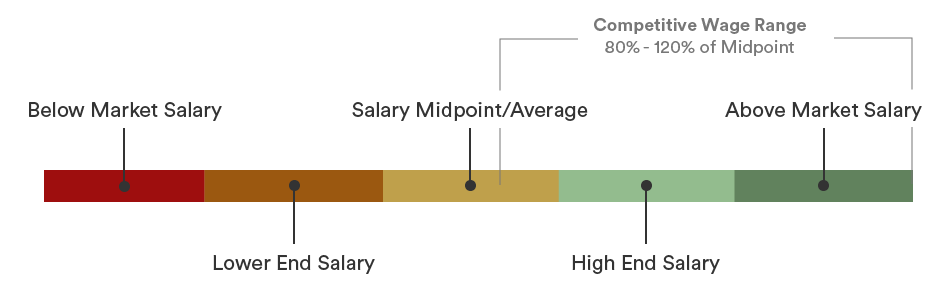 Competitive Wage Range
80% - 120% of Midpoint
Below Market Salary
Salary Midpoint/Average
Above Market Salary
Lower End Salary
High End Salary